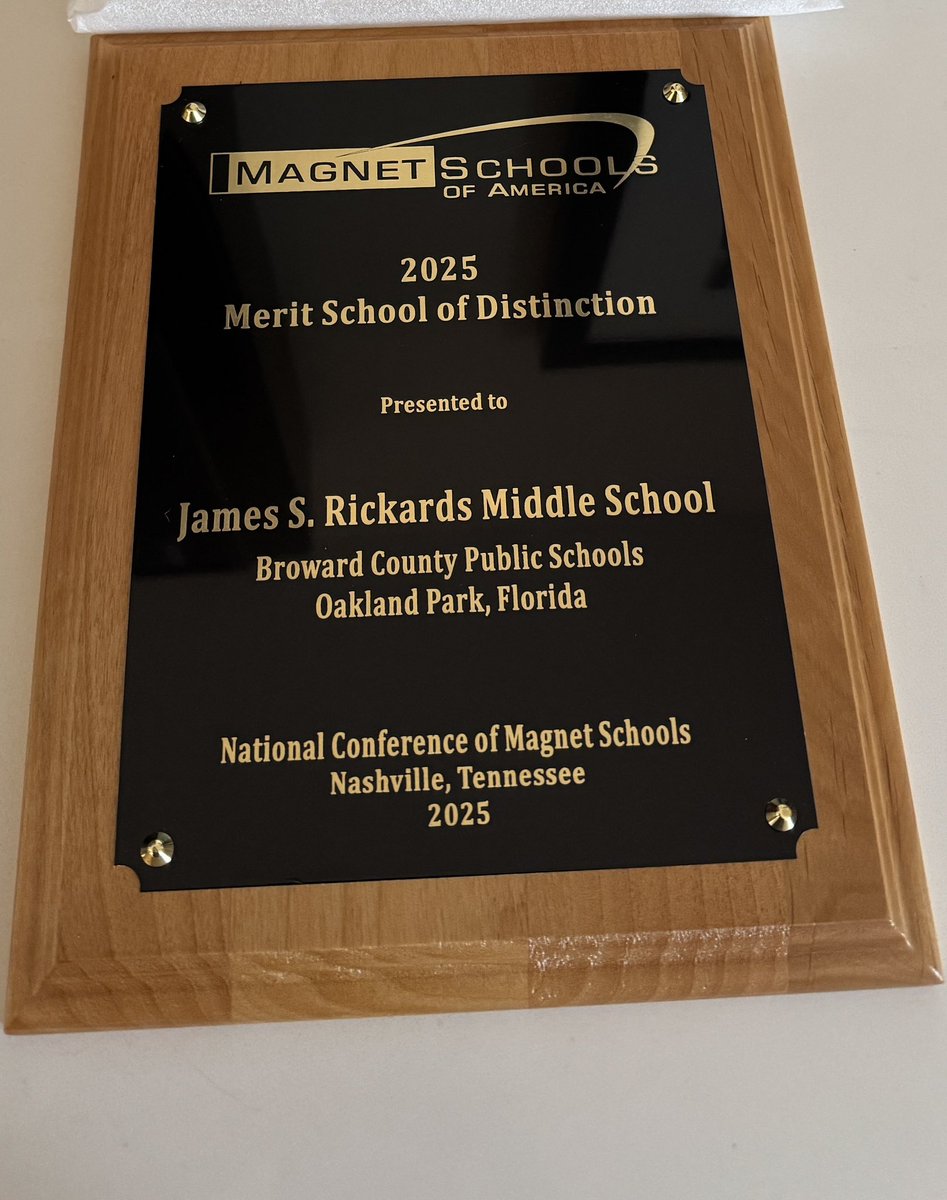 MAGNET SCHOOLS
OF AMERICA
2025
Merit School of Distinction
Presented to
James S. Rickards Middle School
Broward County Public Schools
Oakland Park, Florida
National Conference of Magnet Schools
Nashville, Tennessee
2025